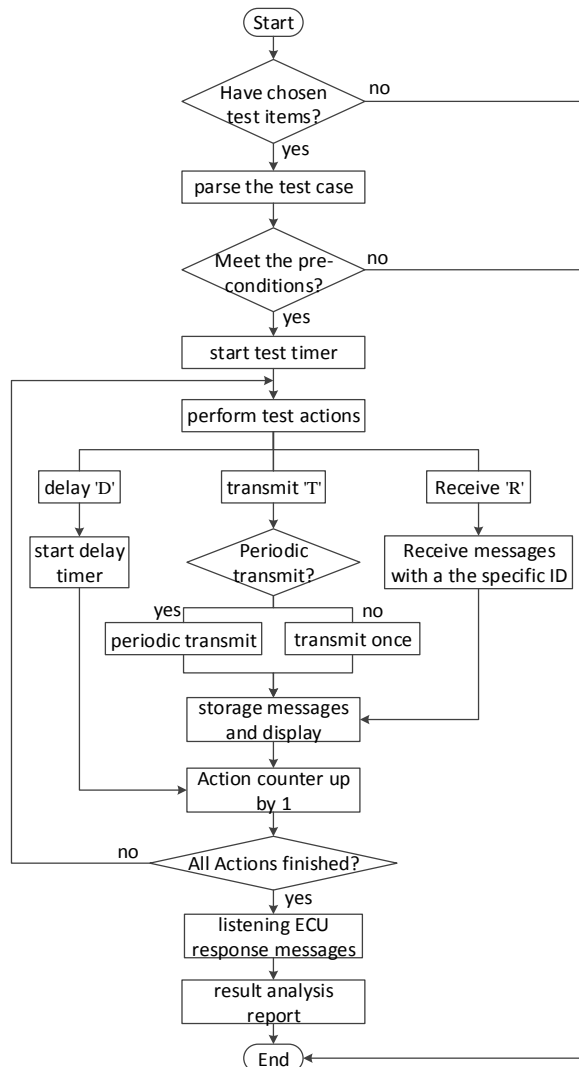 Start
Have chosen
test items?
no
yes
parse the test case
Meet the pre-
conditions?
no
yes
start test timer
perform test actions
delay 'D'
transmit 'T'
Receive 'R'
start delay
timer
Periodic
transmit?
Receive messages
with a the specific ID
yes
no
periodic transmit
transmit once
storage messages
and display
Action counter up
by 1
no
All Actions finished?
yes
listening ECU
response messages
result analysis
report
End